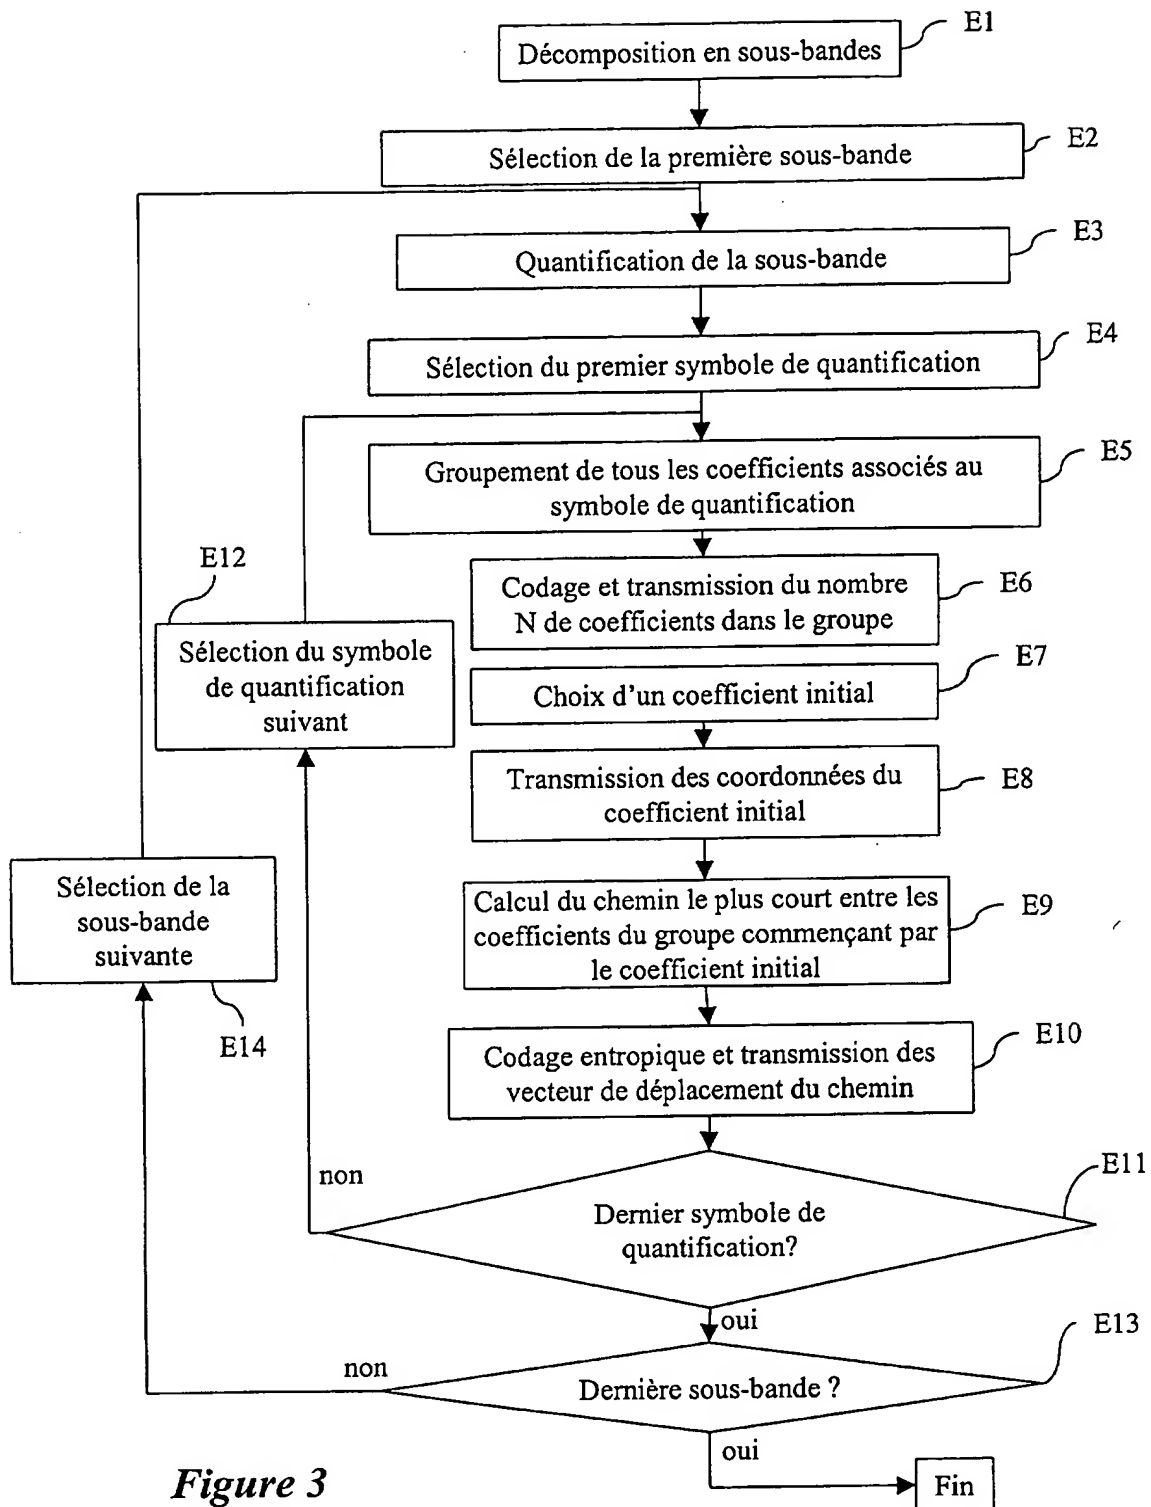 E1
Décomposition en sous-bandes
E2
Sélection de la première sous-bande
E3
Quantification de la sous-bande
E4
Sélection du premier symbole de quantification
E5
Groupement de tous les coefficients associés au
symbole de quantification
E12
E6
Codage et transmission du nombre
N de coefficients dans le groupe
Sélection du symbole
de quantification
suivant
E7
Choix d'un coefficient initial
E8
Transmission des coordonnées du
coefficient initial
Sélection de la
sous-bande
suivante
E14
E9
Calcul du chemin le plus court entre les
coefficients du groupe commençant par
le coefficient initial
E10
Codage entropique et transmission des
vecteur de déplacement du chemin
non
E11
Dernier symbole de
quantification?
oui
E13
non
Dernière sous-bande ?
oui
Fin
Figure 3